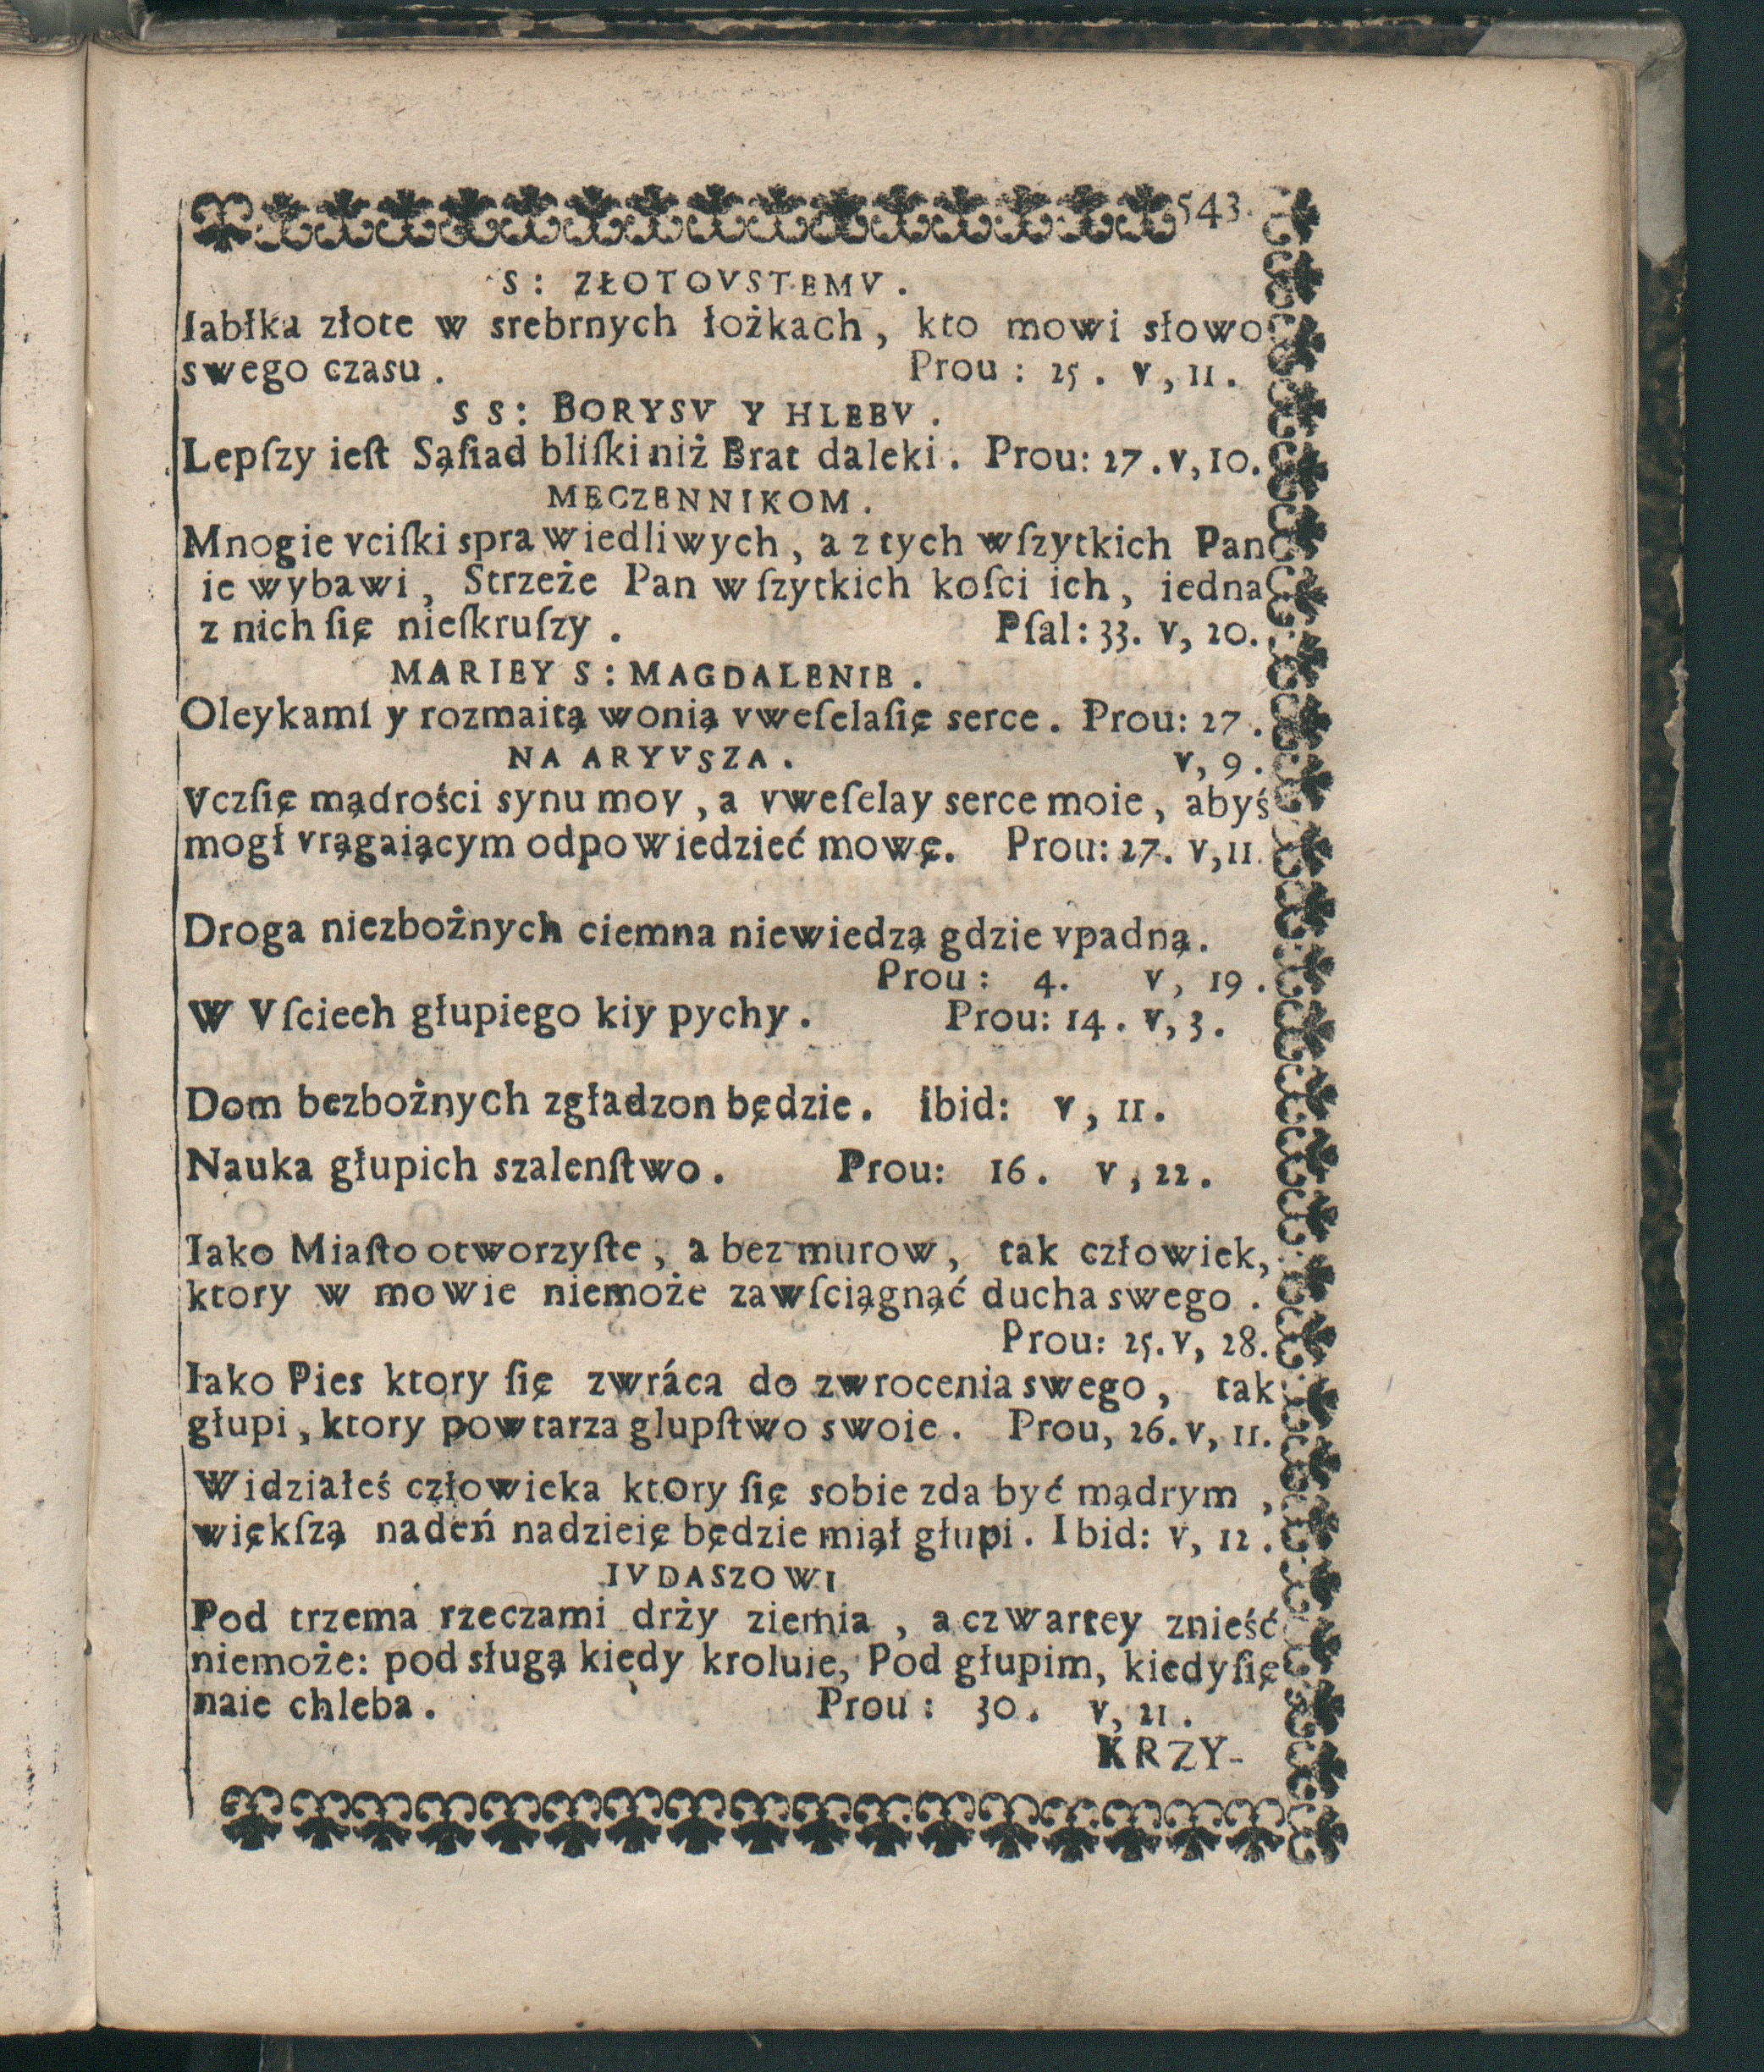 543.
S: ZŁOTOVSTEMV.
Iabłka złote w srebrnych łożkach, kto mowi słowo
swego czasu. Prou: 25. v, 11.
SS: BORYSV Y HLEBV.
Lepſzy ieſt Sąſiad bliſki niż Brat daleki. Prou: 27. v, 10.
MĘCZENNIKOM.
Mnogie vciſki sprawiedliwych, a z tych wſzytkich Pan
ie wybawi, Strzeże Pan wſzytkich koſci ich, iedna
z nich ſię nieſkruſzy. Pſal: 33. v, 20.
MARIEY S: MAGDALENIE.
Oleykami y rozmaitą wonią vweſelaſię serce. Prou: 27.
NA ARYVSZA. v, 9.
Vczſię mądrości synu moy, a vweſelay serce moie, abyś
mogł vrągaiącym odpowiedzieć mowę. Prou: 27. v, 11.
Droga niezbożnych ciemna niewiedzą gdzie vpadną.
Prou: 4. v, 19.
W Vſcieeh głupiego kiy pychy. Prou: 14. v, 3.
Dom bezbożnych zgładzon będzie. Ibid: v, 11.
Nauka głupich szalenſtwo. Prou: 16. v, 22.
Iako Miaſto otworzyſte, a bez murow, tak człowiek,
ktory w mowie niemoże zawſciągnąć ducha swego.
Prou: 25. v, 28.
Iako Pies ktory ſię zwráca do zwrocenia swego, tak
głupi, ktory powtarza glupſtwo swoie. Prou, 26. v, 11.
Widziałeś człowieka ktory ſię sobie zda być mądrym,
więkſzą nadeń nadzieię będzie miął głupi. Ibid: v, 12.
IVDASZOWI
Pod trzema rzeczami drży ziemia, a czwartey znieść
niemoże: pod sługą kiedy kroluie, Pod głupim, kiedyſię
naie chleba. Prou: 30. v, 21.
KRZY-